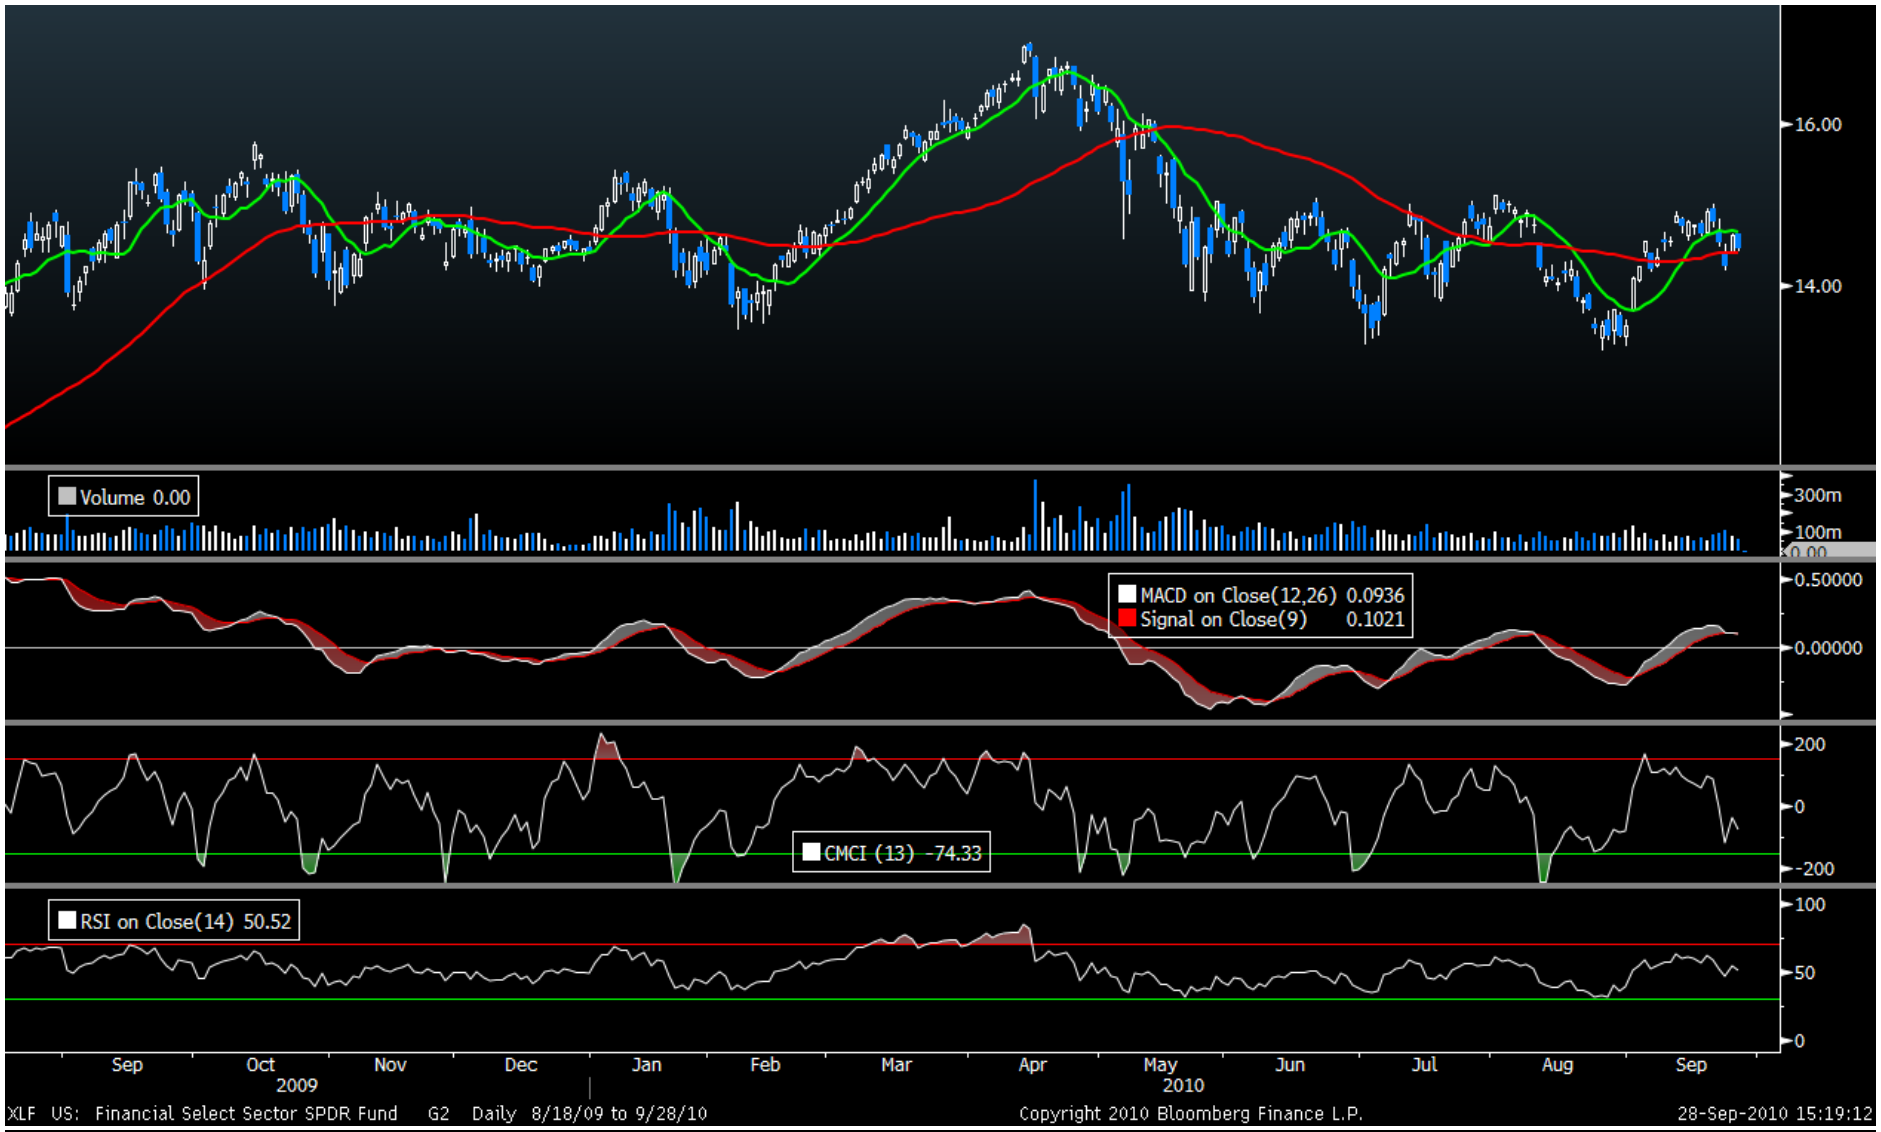 16.00
14.00
Volume 0.00
300m
100m
0.00
MACD on Close(12,26) 0.0936
Signal on Close(9) 0.1021
0.50000
0.00000
200
0
-200
CMCI (13) -74.33
RSI on Close(14) 50.52
100
50
0
Sep Oct Nov Dec Jan Feb Mar Apr May Jun Jul Aug Sep
2009 2010
XLF US: Financial Select Sector SPDR Fund G2 Daily 8/18/09 to 9/28/10 Copyright 2010 Bloomberg Finance L.P. 28-Sep-2010 15:19:12